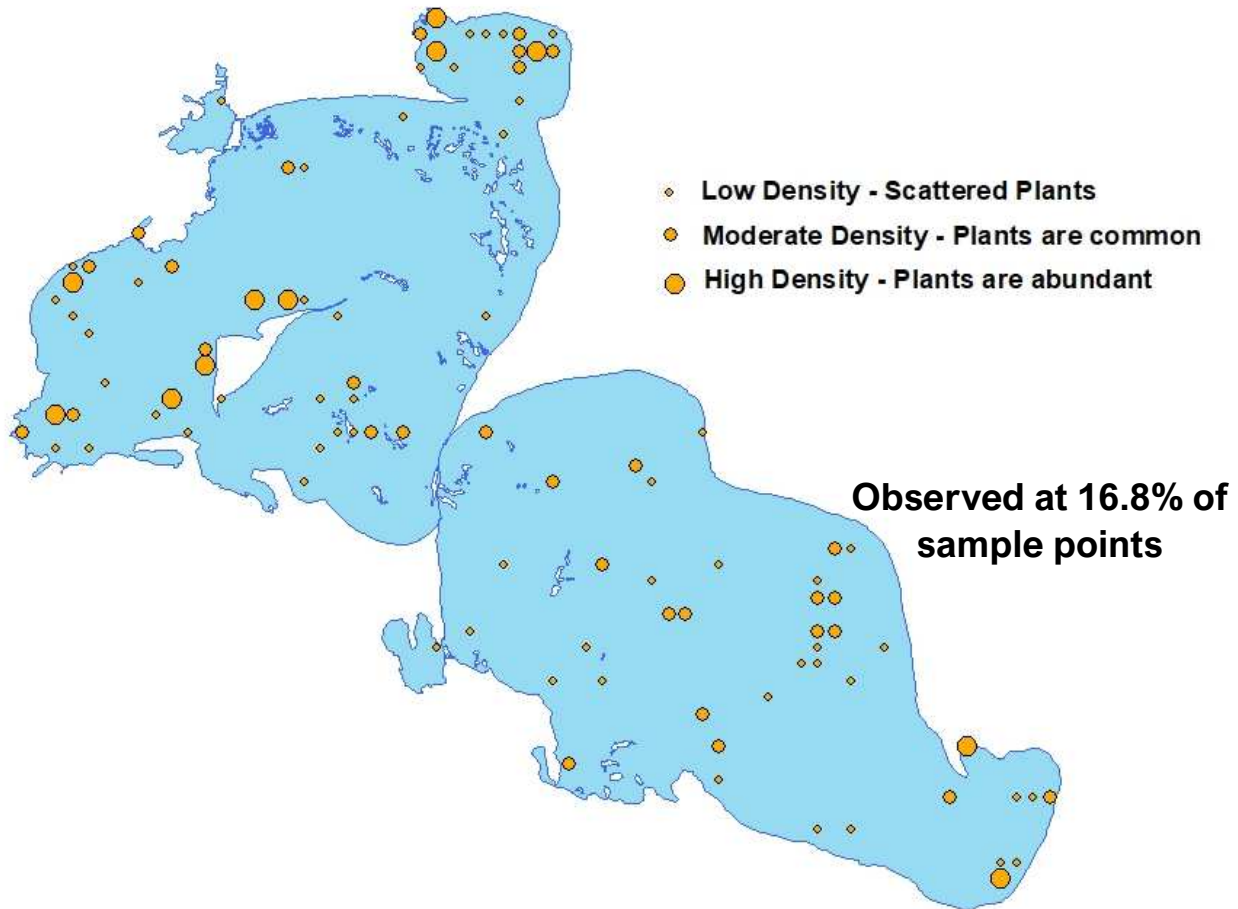 Low Density - Scattered Plants
Moderate Density - Plants are common
High Density - Plants are abundant
Observed at 16.8% of
sample points